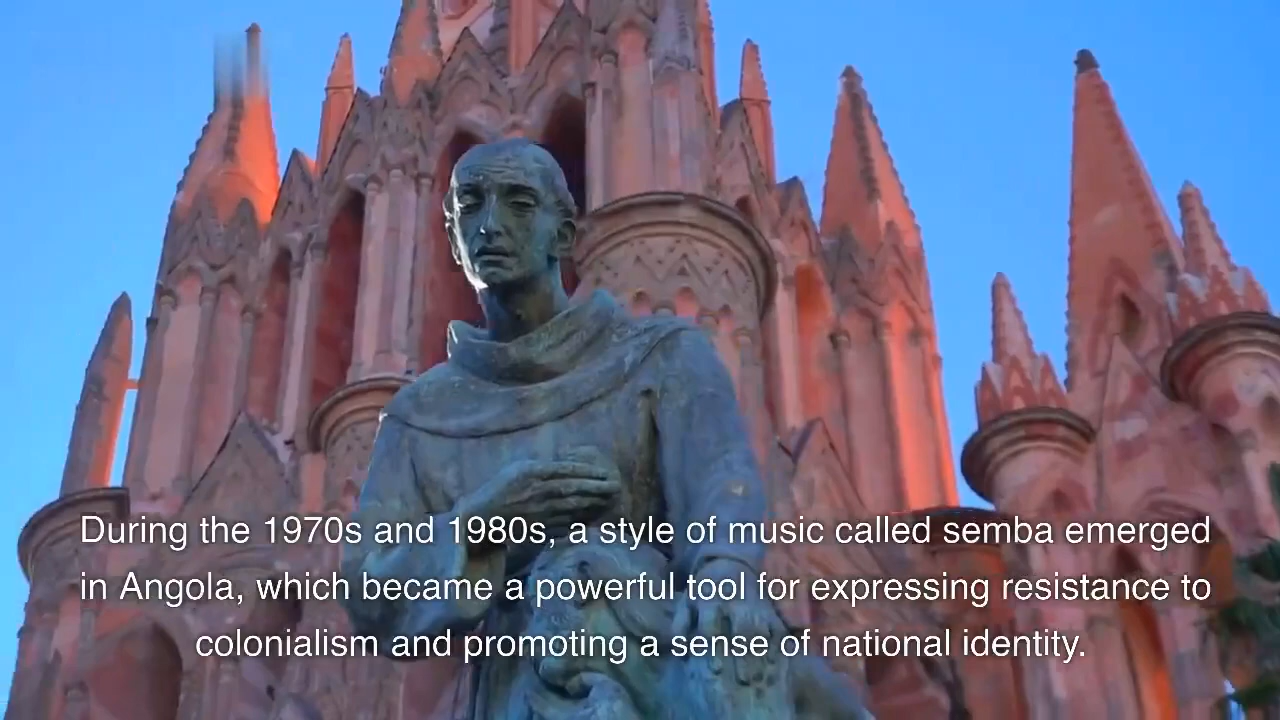 During the 1970s and 1980s, a style of music called semba emerged
in Angola, which became a powerful tool for expressing resistance to
colonialism and promoting a sense of national identity.